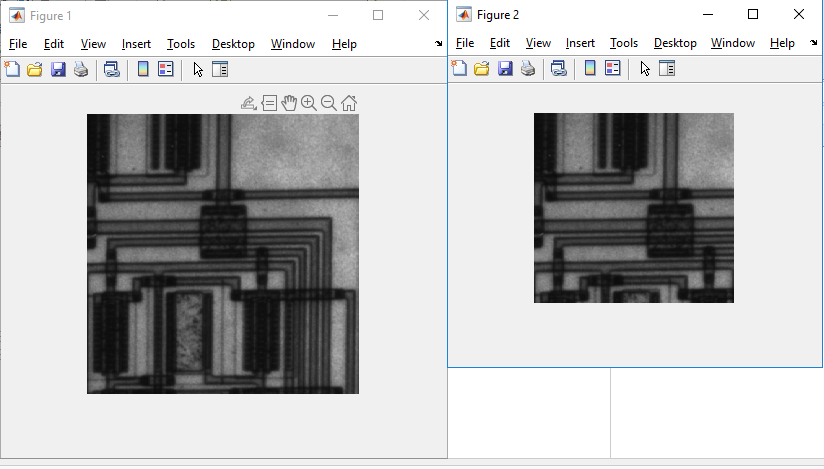 Figure 1
File Edit View Insert Tools Desktop Window Help
Figure 2
File Edit View Insert Tools Desktop Window Help